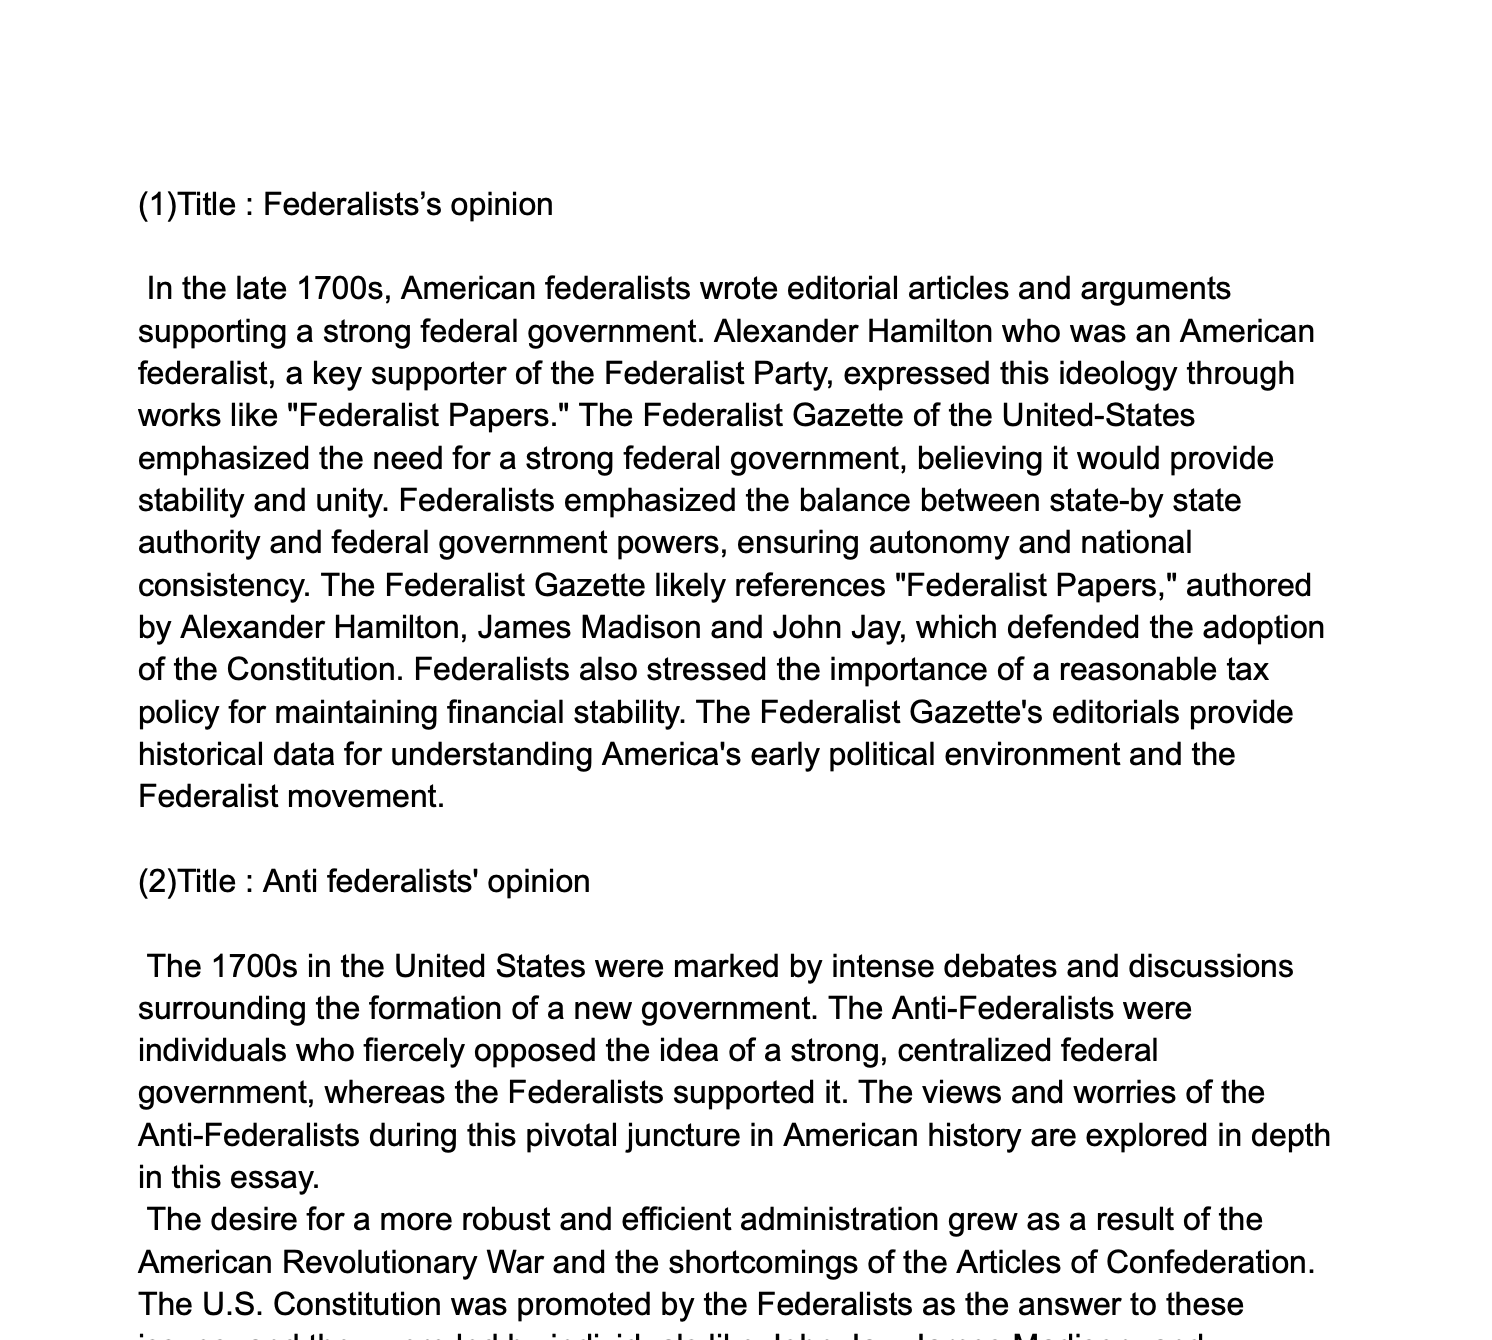 (1)Title : Federalists’s opinion
In the late 1700s, American federalists wrote editorial articles and arguments
supporting a strong federal government. Alexander Hamilton who was an American
federalist, a key supporter of the Federalist Party, expressed this ideology through
works like "Federalist Papers." The Federalist Gazette of the United-States
emphasized the need for a strong federal government, believing it would provide
stability and unity. Federalists emphasized the balance between state-by state
authority and federal government powers, ensuring autonomy and national
consistency. The Federalist Gazette likely references "Federalist Papers," authored
by Alexander Hamilton, James Madison and John Jay, which defended the adoption
of the Constitution. Federalists also stressed the importance of a reasonable tax
policy for maintaining financial stability. The Federalist Gazette's editorials provide
historical data for understanding America's early political environment and the
Federalist movement.
(2)Title : Anti federalists' opinion
The 1700s in the United States were marked by intense debates and discussions
surrounding the formation of a new government. The Anti-Federalists were
individuals who fiercely opposed the idea of a strong, centralized federal
government, whereas the Federalists supported it. The views and worries of the
Anti-Federalists during this pivotal juncture in American history are explored in depth
in this essay.
The desire for a more robust and efficient administration grew as a result of the
American Revolutionary War and the shortcomings of the Articles of Confederation.
The U.S. Constitution was promoted by the Federalists as the answer to these